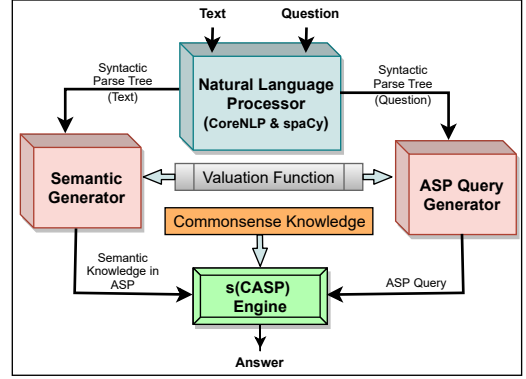 Text
Question
Natural Language
Processor
(CoreNLP & spaCy)
Syntactic
Parse Tree
(Text)
Syntactic
Parse Tree
(Question)
Semantic
Generator
Valuation Function
ASP Query
Generator
Commonsense Knowledge
Semantic
Knowledge in
ASP
s(CASP)
Engine
ASP Query
Answer